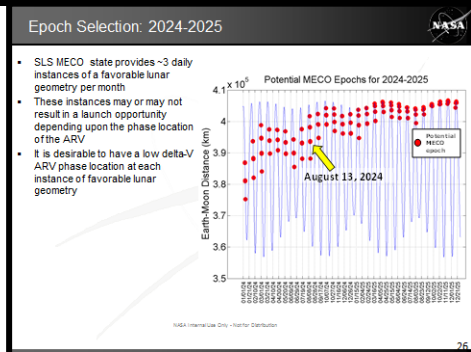 Epoch Selection: 2024-2025
NASA
▪ SLS MECO state provides ~3 daily
instances of a favorable lunar
geometry per month
▪ These instances may or may not
result in a launch opportunity
depending upon the phase location
of the ARV
▪ It is desirable to have a low delta-V
ARV phase location at each
instance of favorable lunar
geometry
Potential MECO Epochs for 2024-2025
x 10⁵
4.1
4
3.9
3.8
3.7
3.6
3.5
Earth-Moon Distance (km)
Potential
MECO
epoch
August 13, 2024
NASA Internal Use Only - Not for Distribution
26